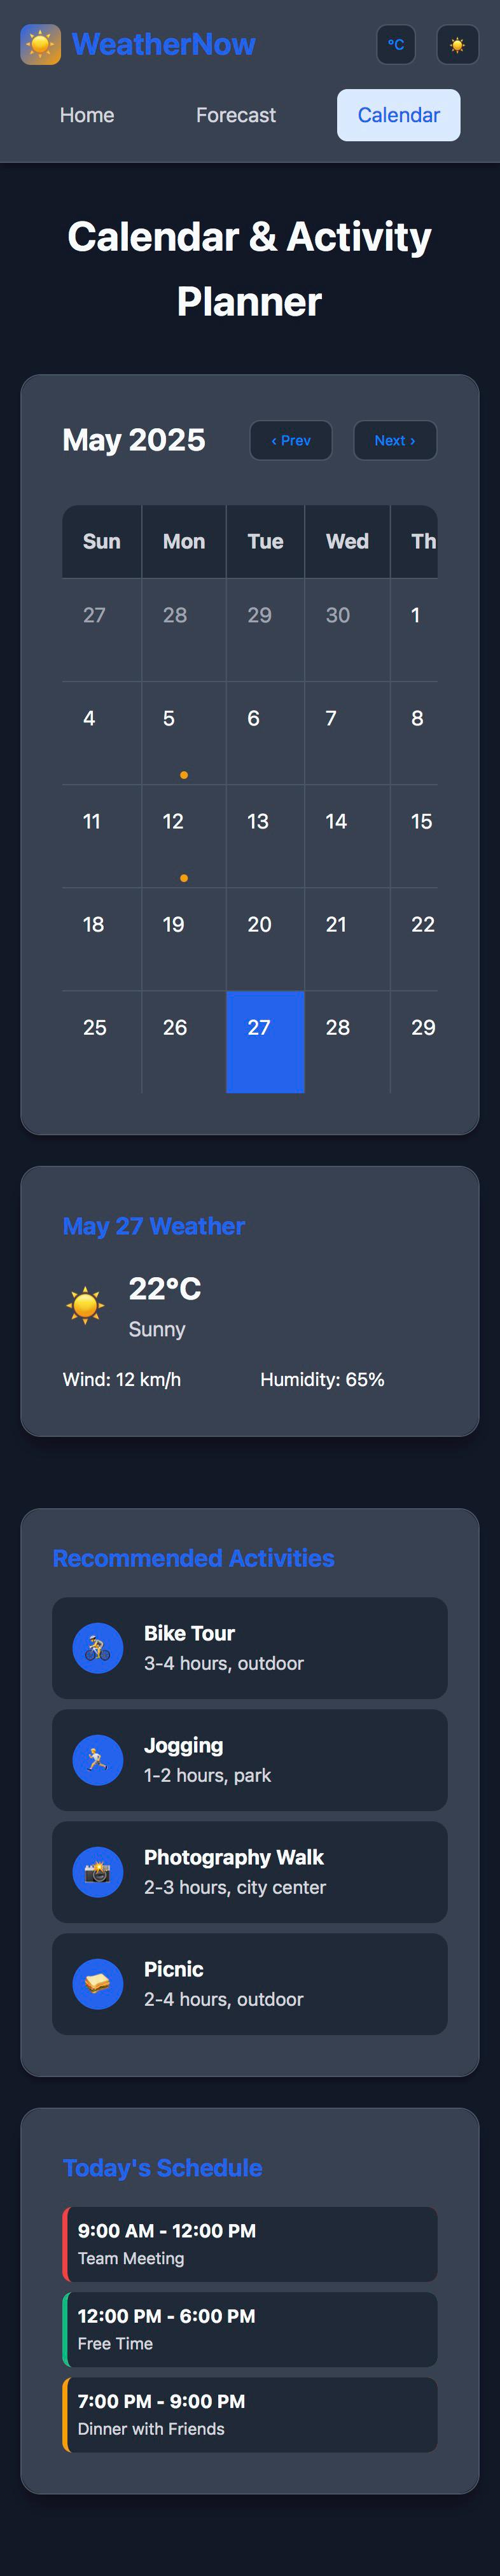 WeatherNow
°C
Home Forecast Calendar
Calendar & Activity
Planner
May 2025 ‹ Prev Next ›
Sun Mon Tue Wed Th
27 28 29 30 1
4 5 6 7 8
11 12 13 14 15
18 19 20 21 22
25 26 27 28 29
May 27 Weather
22°C
Sunny
Wind: 12 km/h Humidity: 65%
Recommended Activities
Bike Tour
3-4 hours, outdoor
Jogging
1-2 hours, park
Photography Walk
2-3 hours, city center
Picnic
2-4 hours, outdoor
Today's Schedule
9:00 AM - 12:00 PM
Team Meeting
12:00 PM - 6:00 PM
Free Time
7:00 PM - 9:00 PM
Dinner with Friends